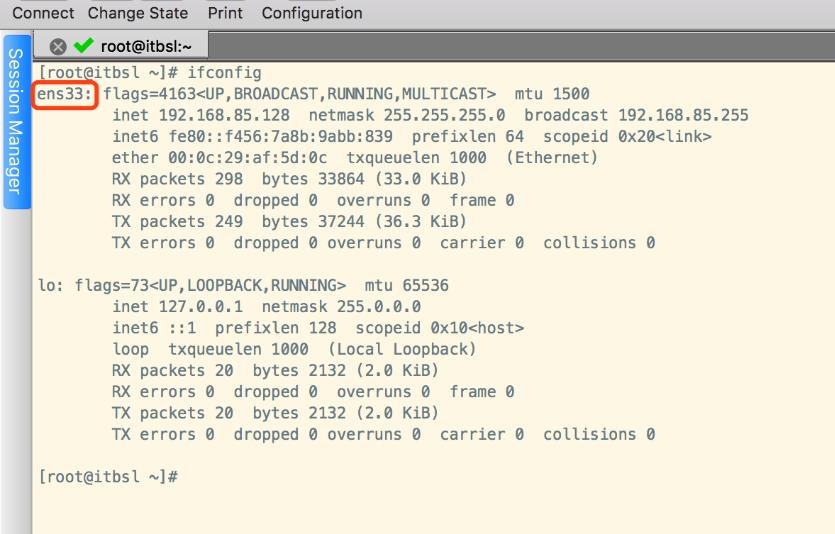 Connect Change State Print Configuration
Session Manager
root@itbsl:~
[root@itbsl ~]# ifconfig
ens33: flags=4163<UP,BROADCAST,RUNNING,MULTICAST>  mtu 1500
        inet 192.168.85.128  netmask 255.255.255.0  broadcast 192.168.85.255
        inet6 fe80::f456:7a8b:9abb:839  prefixlen 64  scopeid 0x20<link>
        ether 00:0c:29:af:5d:0c  txqueuelen 1000  (Ethernet)
        RX packets 298  bytes 33864 (33.0 KiB)
        RX errors 0  dropped 0  overruns 0  frame 0
        TX packets 249  bytes 37244 (36.3 KiB)
        TX errors 0  dropped 0 overruns 0  carrier 0  collisions 0
lo: flags=73<UP,LOOPBACK,RUNNING>  mtu 65536
        inet 127.0.0.1  netmask 255.0.0.0
        inet6 ::1  prefixlen 128  scopeid 0x10<host>
        loop  txqueuelen 1000  (Local Loopback)
        RX packets 20  bytes 2132 (2.0 KiB)
        RX errors 0  dropped 0  overruns 0  frame 0
        TX packets 20  bytes 2132 (2.0 KiB)
        TX errors 0  dropped 0 overruns 0  carrier 0  collisions 0
[root@itbsl ~]#